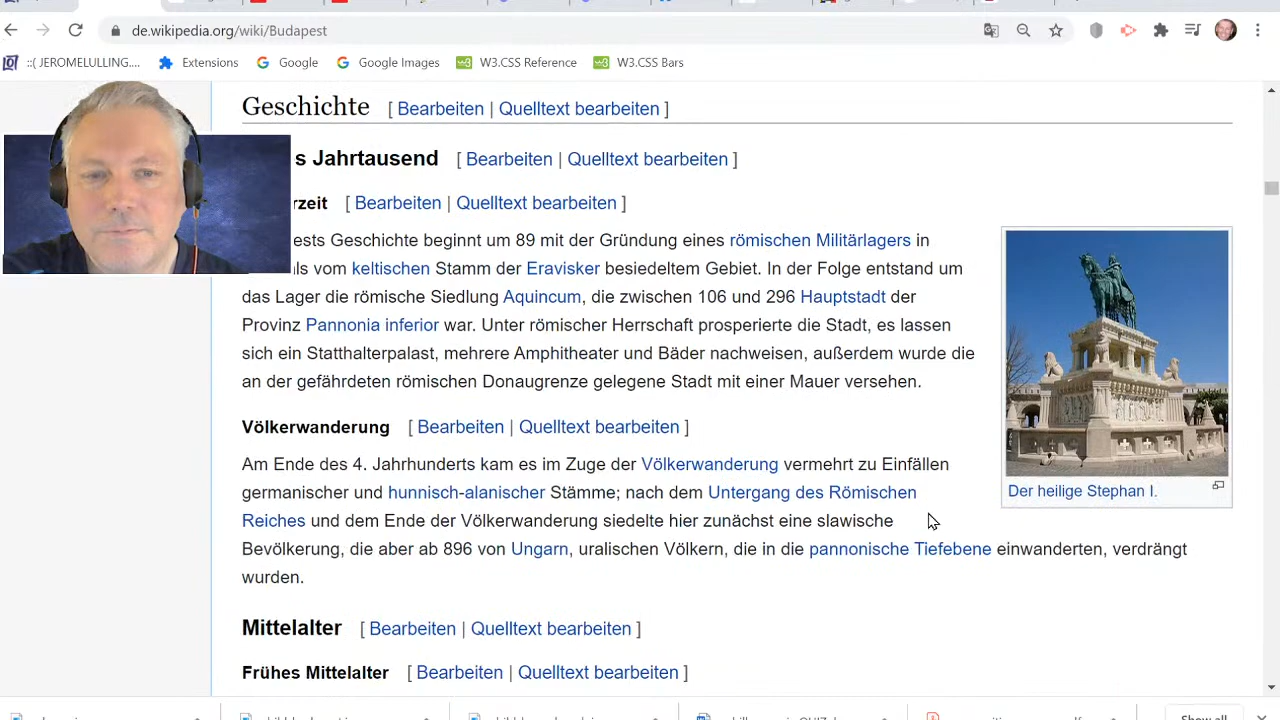 de.wikipedia.org/wiki/Budapest
::( JEROMELULLING.... Extensions Google Google Images W3.CSS Reference W3.CSS Bars
Geschichte [ Bearbeiten | Quelltext bearbeiten ]
s Jahrtausend [ Bearbeiten | Quelltext bearbeiten ]
rzeit [ Bearbeiten | Quelltext bearbeiten ]
ests Geschichte beginnt um 89 mit der Gründung eines römischen Militärlagers in
ls vom keltischen Stamm der Eravisker besiedeltem Gebiet. In der Folge entstand um
das Lager die römische Siedlung Aquincum, die zwischen 106 und 296 Hauptstadt der
Provinz Pannonia inferior war. Unter römischer Herrschaft prosperierte die Stadt, es lassen
sich ein Statthalterpalast, mehrere Amphitheater und Bäder nachweisen, außerdem wurde die
an der gefährdeten römischen Donaugrenze gelegene Stadt mit einer Mauer versehen.
Der heilige Stephan I.
Völkerwanderung [ Bearbeiten | Quelltext bearbeiten ]
Am Ende des 4. Jahrhunderts kam es im Zuge der Völkerwanderung vermehrt zu Einfällen
germanischer und hunnisch-alanischer Stämme; nach dem Untergang des Römischen
Reiches und dem Ende der Völkerwanderung siedelte hier zunächst eine slawische
Bevölkerung, die aber ab 896 von Ungarn, uralischen Völkern, die in die pannonische Tiefebene einwanderten, verdrängt
wurden.
Mittelalter [ Bearbeiten | Quelltext bearbeiten ]
Frühes Mittelalter [ Bearbeiten | Quelltext bearbeiten ]
Show all